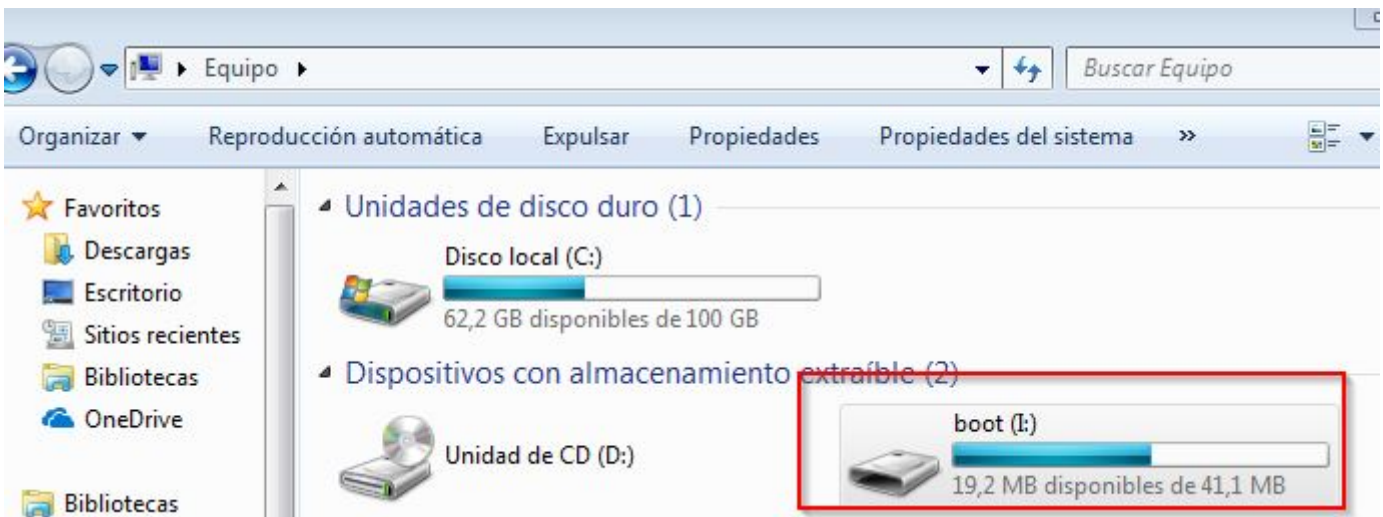 Equipo
Buscar Equipo
Organizar Reproducción automática Expulsar Propiedades Propiedades del sistema »
Favoritos
Descargas
Escritorio
Sitios recientes
Bibliotecas
OneDrive
Bibliotecas
Unidades de disco duro (1)
Disco local (C:)
62,2 GB disponibles de 100 GB
Dispositivos con almacenamiento extraíble (2)
Unidad de CD (D:)
boot (I:)
19,2 MB disponibles de 41,1 MB